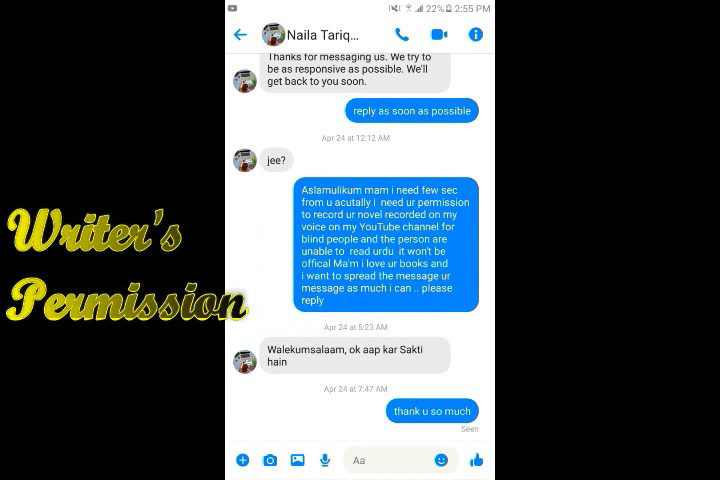 22% 2:55 PM
Naila Tariq...
Thanks for messaging us. We try to
be as responsive as possible. We'll
get back to you soon.
reply as soon as possible
Apr 24 at 12:12 AM
jee?
Aslamulikum mam i need few sec
from u acutally i need ur permission
to record ur novel recorded on my
voice on my YouTube channel for
blind people and the person are
unable to read urdu it won't be
offical Ma'm i love ur books and
i want to spread the message ur
message as much i can .. please
reply
Apr 24 at 5:23 AM
Walekumsalaam, ok aap kar Sakti
hain
Apr 24 at 7:47 AM
thank u so much
Seen
Aa
Writer's
Permission